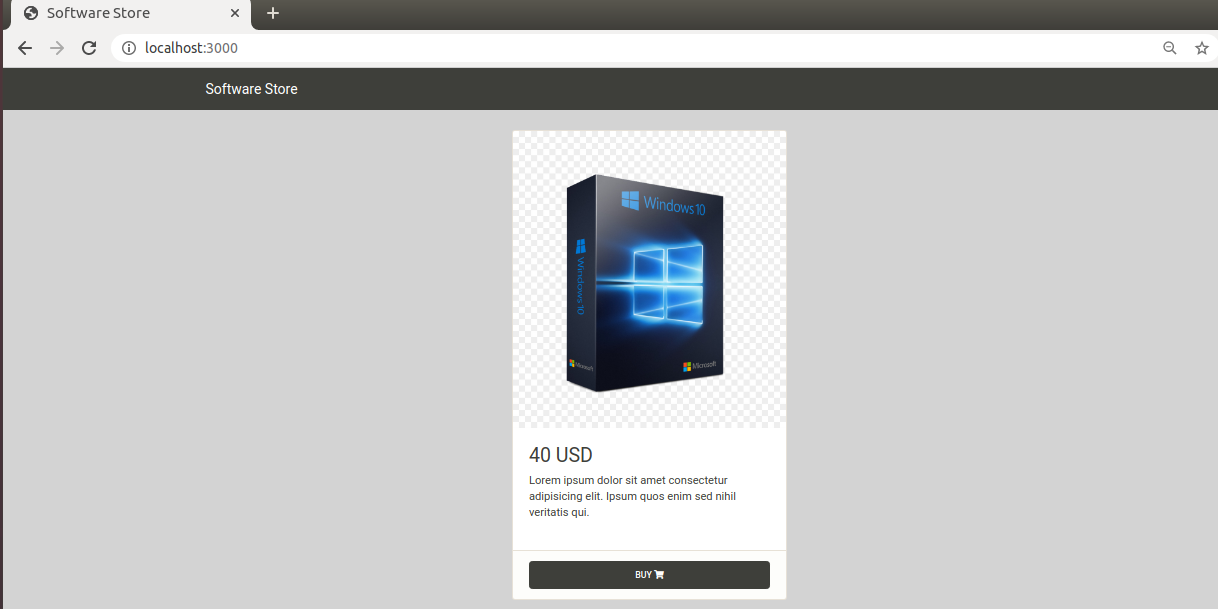 Software Store
localhost:3000
Software Store
Windows 10
Windows 10
Microsoft
Microsoft
40 USD
Lorem ipsum dolor sit amet consectetur
adipisicing elit. Ipsum quos enim sed nihil
veritatis qui.
BUY